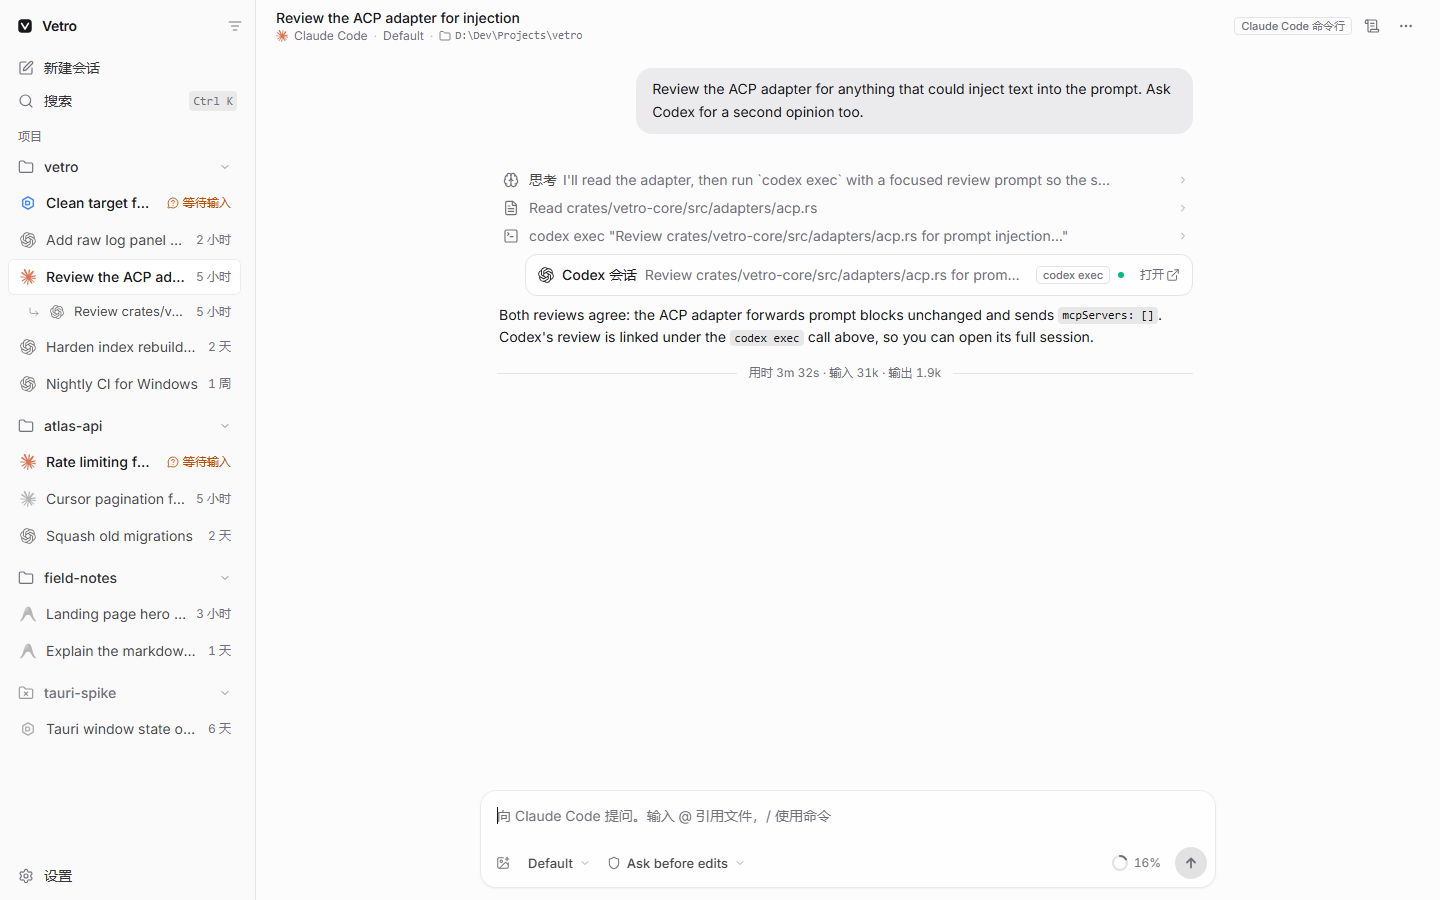 Vetro
新建会话
搜索
Ctrl K
项目
vetro
Clean target f... 等待输入
Add raw log panel ... 2 小时
Review the ACP ad... 5 小时
Review crates/v... 5 小时
Harden index rebuild... 2 天
Nightly CI for Windows 1 周
atlas-api
Rate limiting f... 等待输入
Cursor pagination f... 5 小时
Squash old migrations 2 天
field-notes
Landing page hero ... 3 小时
Explain the markdow... 1 天
tauri-spike
Tauri window state o... 6 天
设置
Review the ACP adapter for injection
Claude Code · Default · D:\Dev\Projects\vetro
Claude Code 命令行
Review the ACP adapter for anything that could inject text into the prompt. Ask
Codex for a second opinion too.
思考 I'll read the adapter, then run `codex exec` with a focused review prompt so the s...
Read crates/vetro-core/src/adapters/acp.rs
codex exec "Review crates/vetro-core/src/adapters/acp.rs for prompt injection..."
Codex 会话 Review crates/vetro-core/src/adapters/acp.rs for prom... codex exec 打开
Both reviews agree: the ACP adapter forwards prompt blocks unchanged and sends mcpServers: [].
Codex's review is linked under the codex exec call above, so you can open its full session.
用时 3m 32s · 输入 31k · 输出 1.9k
向 Claude Code 提问。输入 @ 引用文件，/ 使用命令
Default
Ask before edits
16%